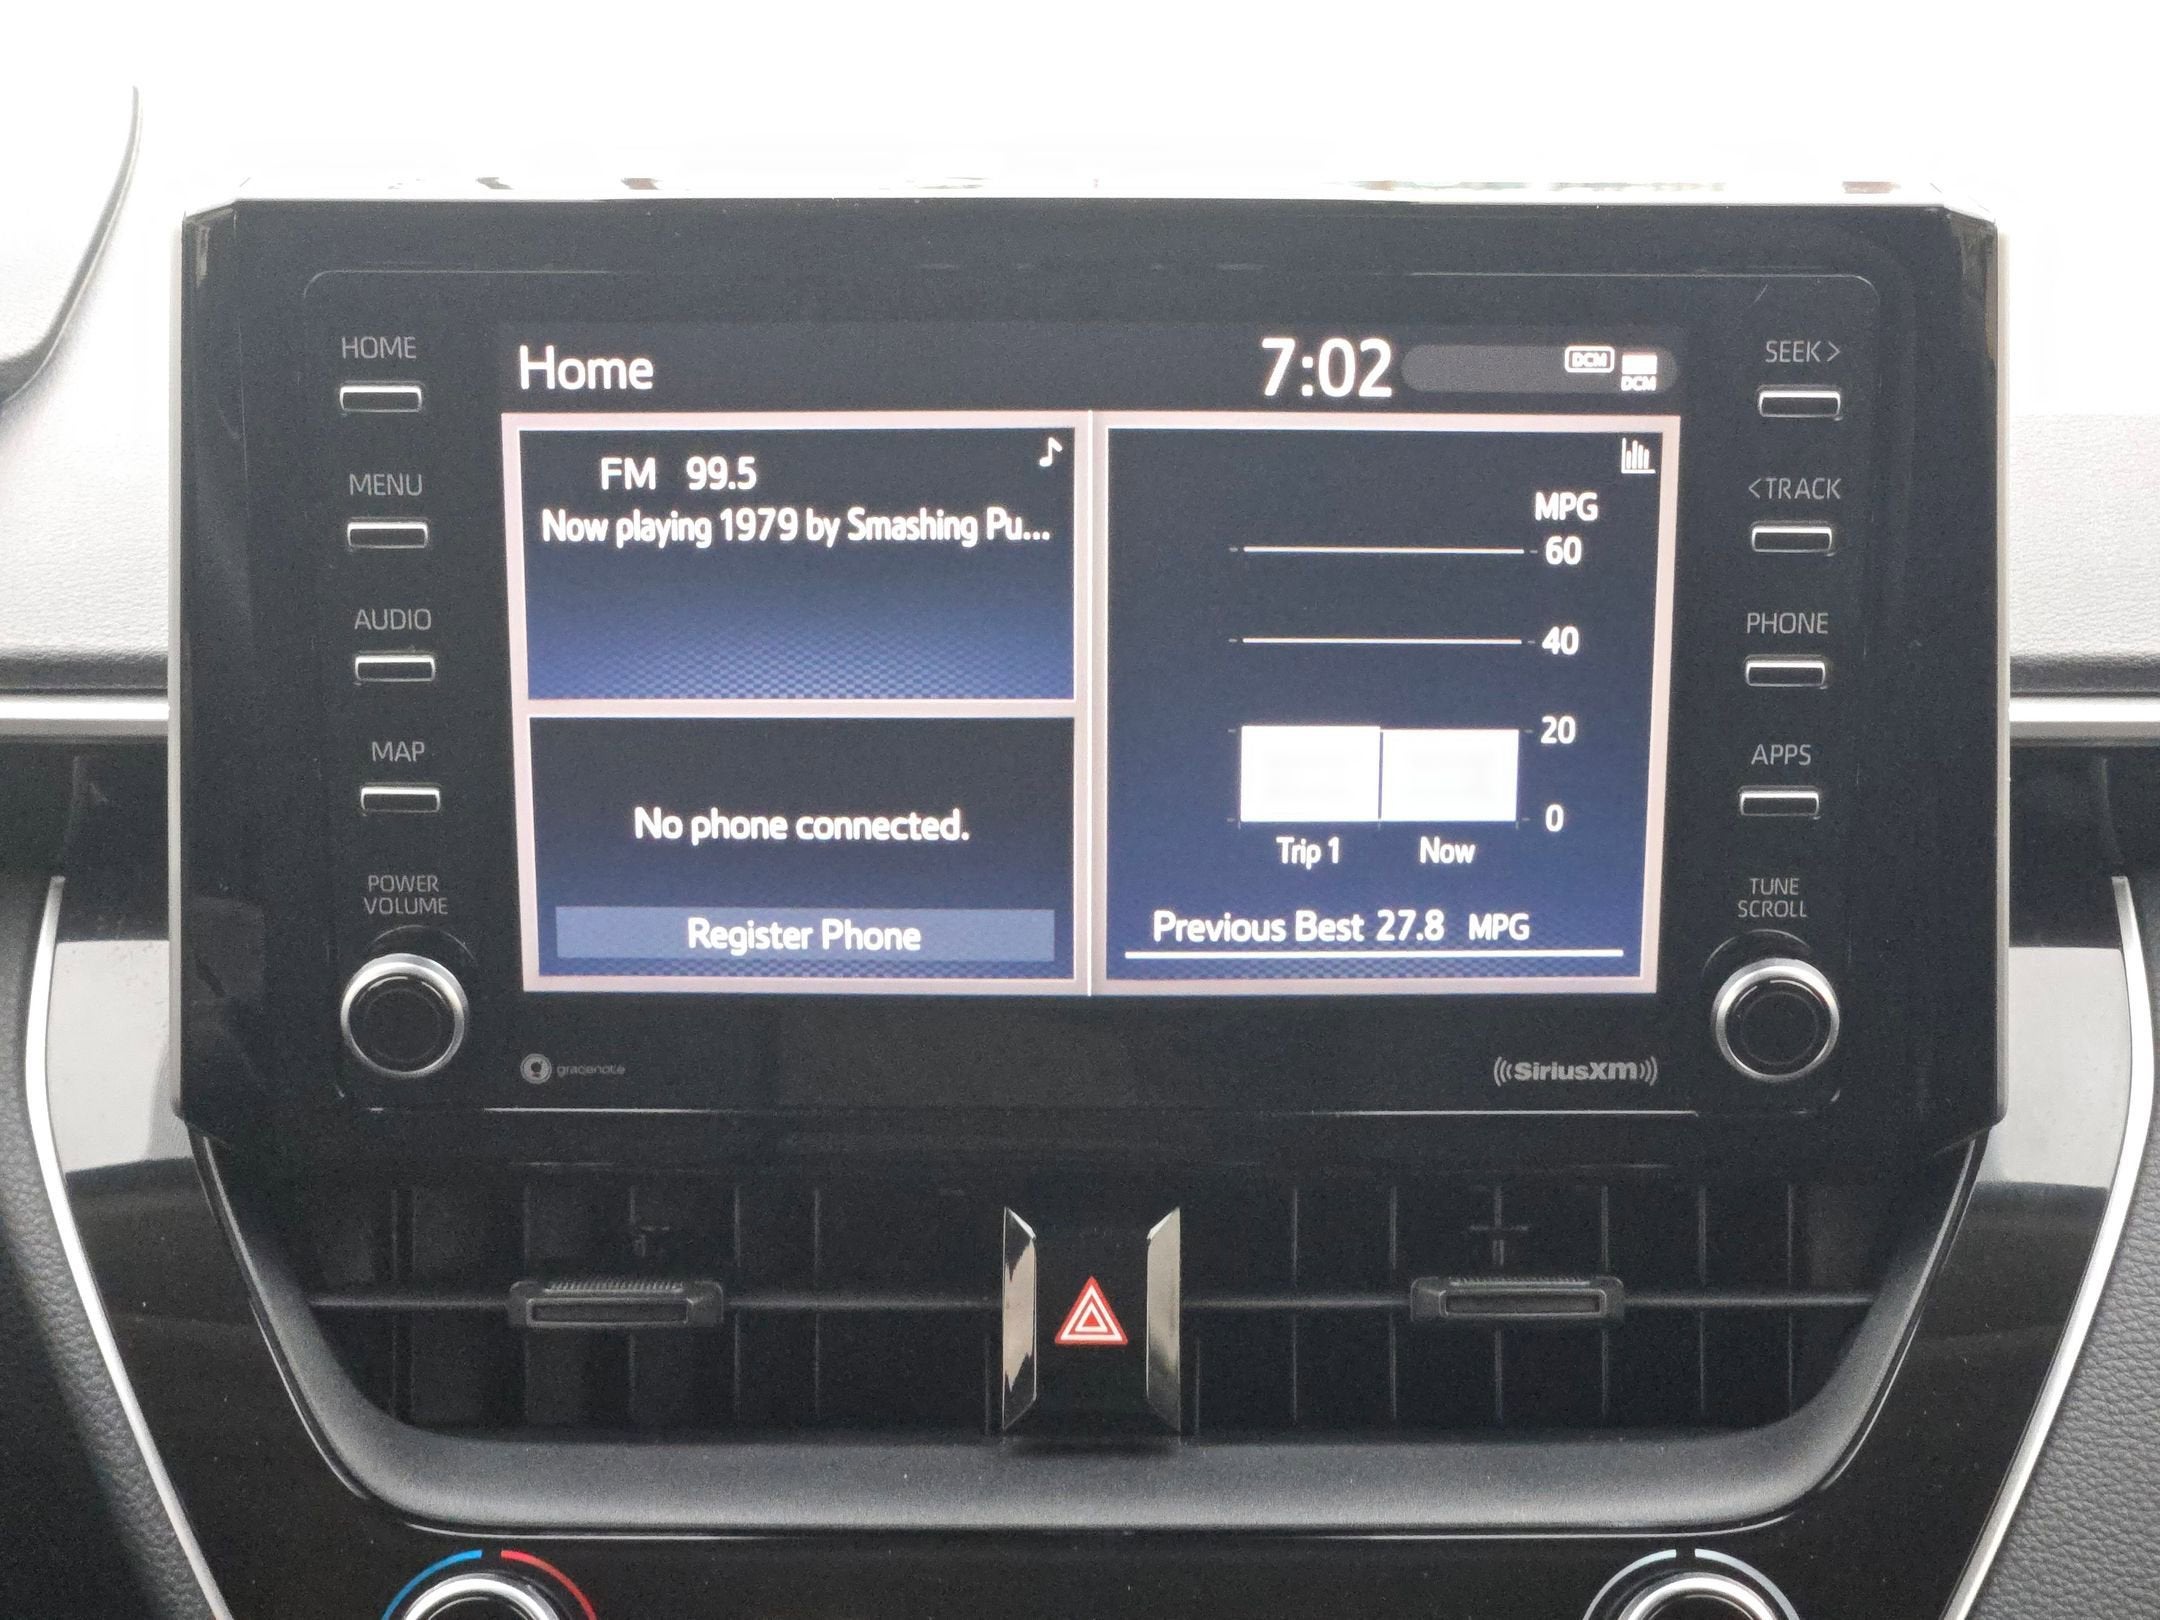 HOME
MENU
AUDIO
MAP
POWER
VOLUME
Home
7:02
DCM
DCM
FM 99.5
Now playing 1979 by Smashing Pu...
No phone connected.
Register Phone
MPG
60
40
20
0
Trip 1
Now
Previous Best 27.8 MPG
SEEK>
<TRACK
PHONE
APPS
TUNE
SCROLL
gracenote
((SiriusXM))